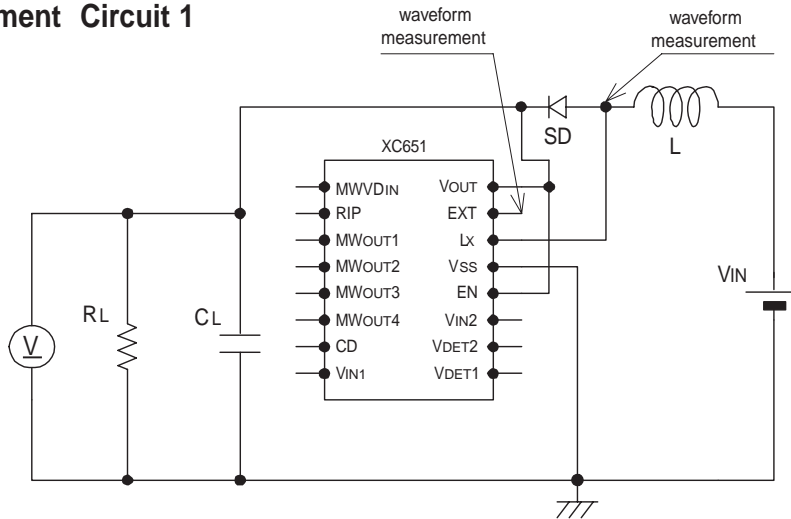 ment Circuit 1
waveform
measurement
waveform
measurement
SD
L
XC651
MWVDIN
RIP
MWOUT1
MWOUT2
MWOUT3
MWOUT4
CD
VIN1
VOUT
EXT
LX
VSS
EN
VIN2
VDET2
VDET1
V
RL
CL
VIN